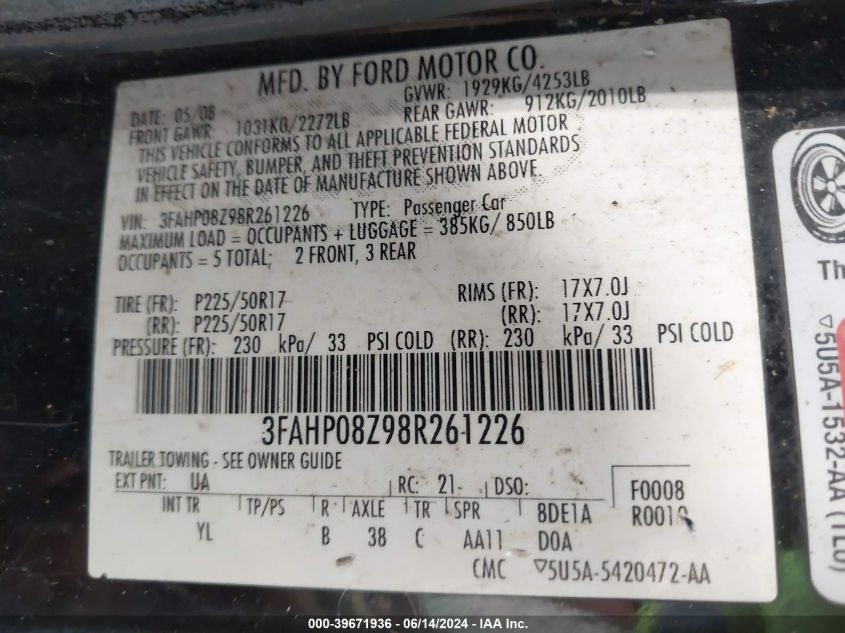 MFD. BY FORD MOTOR CO.
DATE: 05/08 GVWR: 1929KG/4253LB
FRONT GAWR: 1031KG/2272LB REAR GAWR: 912KG/2010LB
THIS VEHICLE CONFORMS TO ALL APPLICABLE FEDERAL MOTOR
VEHICLE SAFETY, BUMPER, AND THEFT PREVENTION STANDARDS
IN EFFECT ON THE DATE OF MANUFACTURE SHOWN ABOVE.
VIN: 3FAHP08Z98R261226 TYPE: Passenger Car
MAXIMUM LOAD = OCCUPANTS + LUGGAGE = 385KG/ 850LB
OCCUPANTS = 5 TOTAL; 2 FRONT, 3 REAR
TIRE (FR): P225/50R17 RIMS (FR): 17X7.0J
(RR): P225/50R17 (RR): 17X7.0J
PRESSURE (FR): 230 kPa/ 33 PSI COLD (RR): 230 kPa/ 33 PSI COLD
3FAHP08Z98R261226
TRAILER TOWING - SEE OWNER GUIDE
EXT PNT: UA RC: 21 DSO: F0008
INT TR TP/PS R AXLE TR SPR 8DE1A
YL B 38 C AA11 D0A
CMC ▽5U5A-5420472-AA
Th
▽5U5A-1532-AA (TLU)
000-39671936 - 06/14/2024 - IAA Inc.